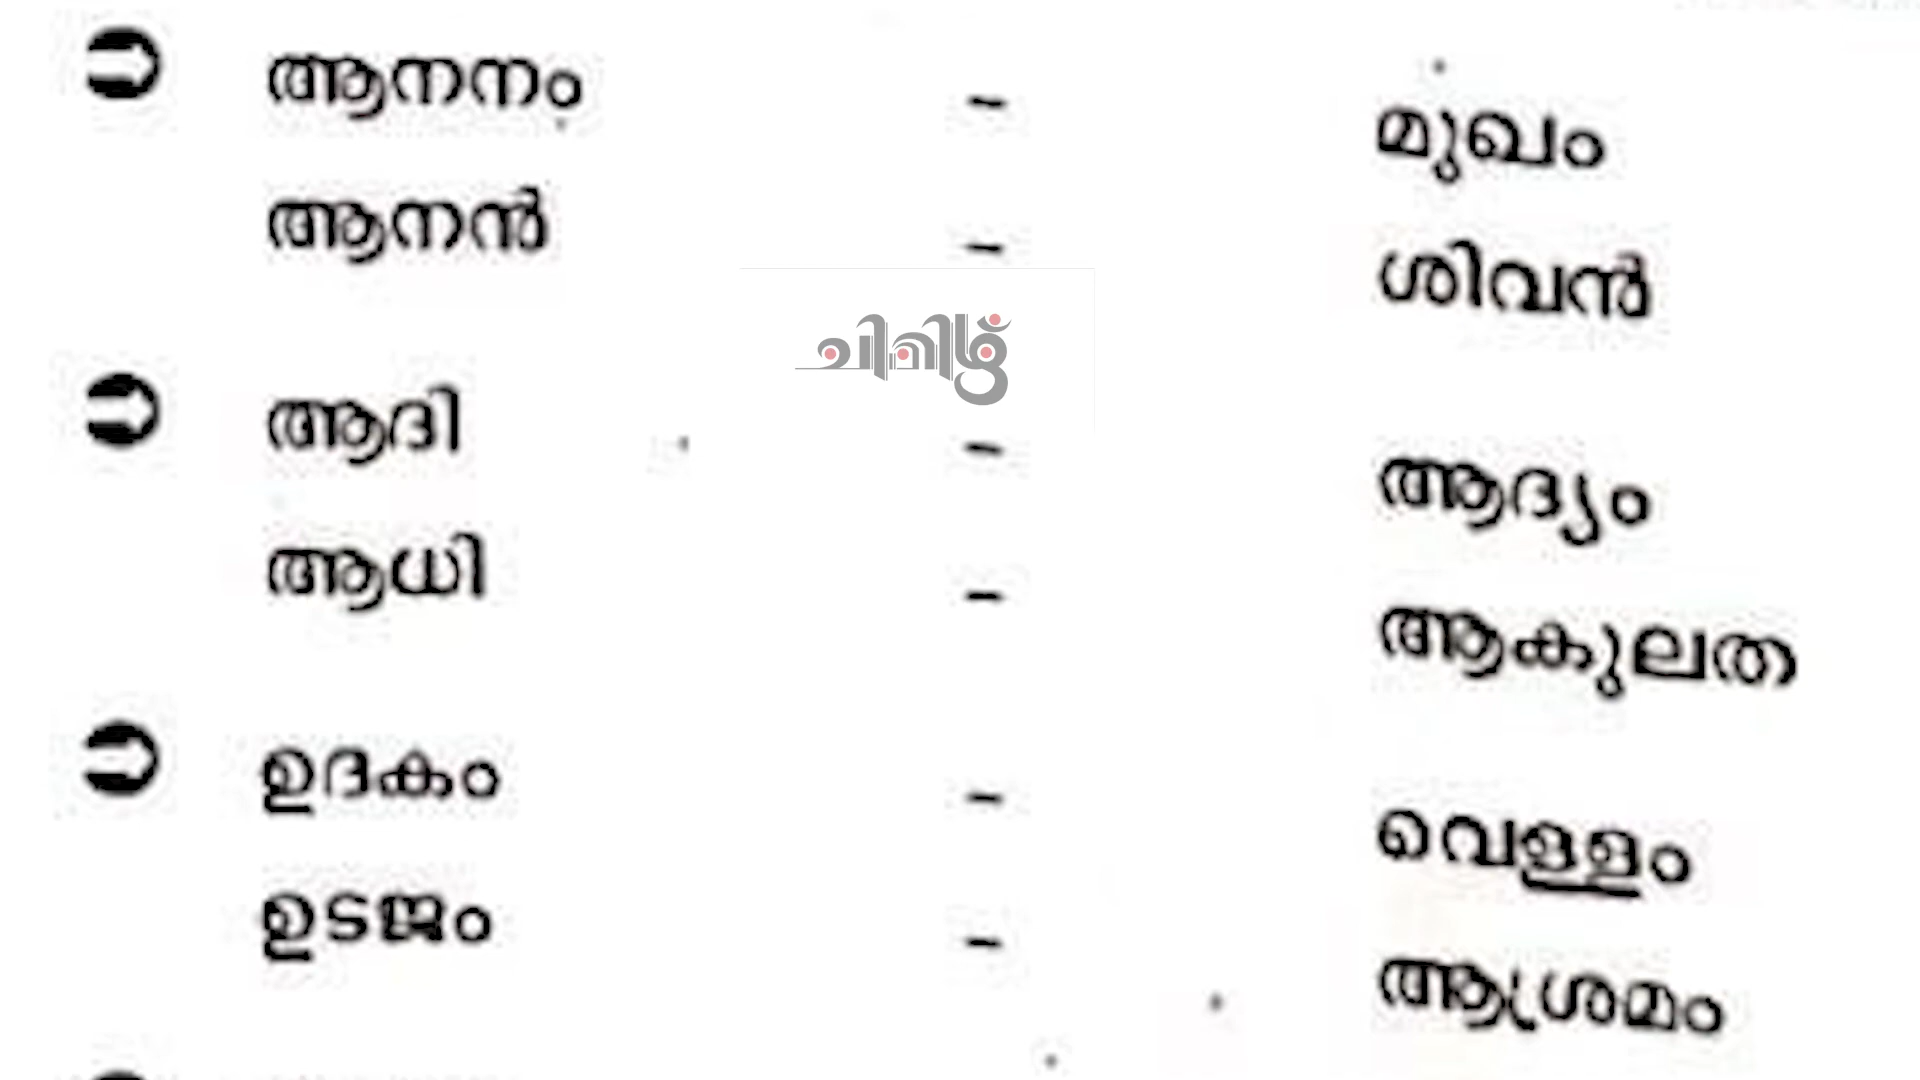 ➲ ആനനം - മുഖം
ആനൻ - ശിവൻ
➲ ആദി - ആദ്യം
ആധി - ആകുലത
➲ ഉദകം - വെള്ളം
ഉടജം - ആശ്രമം